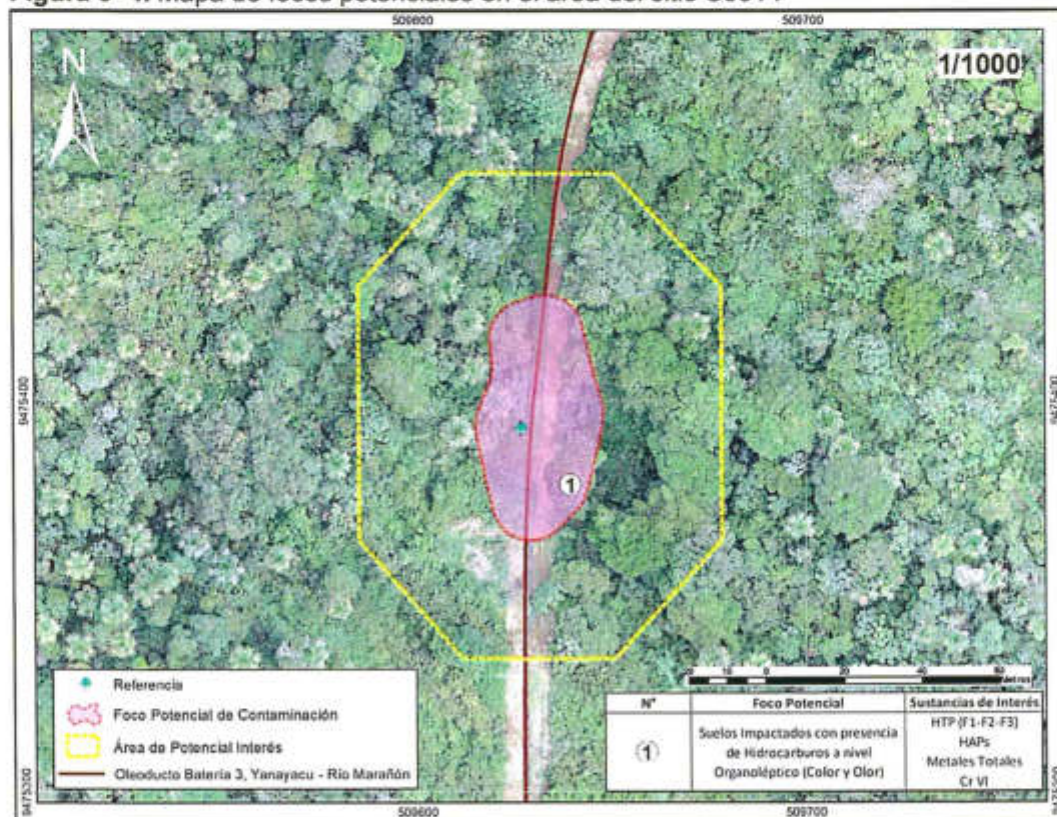 509600 509700
1/1000
N
9475400 9475400
1
Referencia
Foco Potencial de Contaminación
Área de Potencial Interés
Oleoducto Batería 3, Yanayacu - Río Marañón
N° Foco Potencial Sustancias de Interés
1 Suelos Impactados con presencia de Hidrocarburos a nivel Organoléptico (Color y Olor)
HTP (F1-F2-F3)
HAPs
Metales Totales
Cr VI
9475300
509600 509700